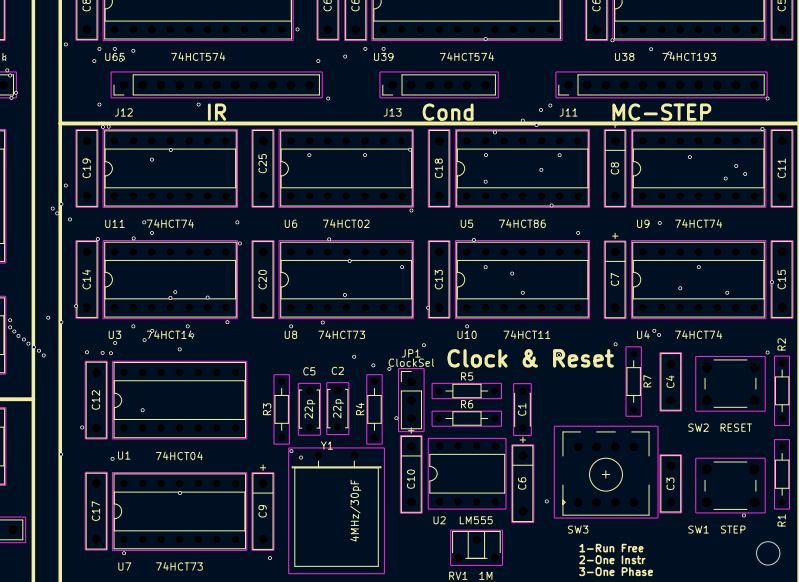 U65 74HCT574
U39 74HCT574
U38 74HCT193
J12 IR
J13 Cond
J11 MC-STEP
C19 C25 C18 C8 C11
U11 74HCT74
U6 74HCT02
U5 74HCT86
U9 74HCT74
C14 C20 C13 C7 C15
U3 74HCT14
U8 74HCT73
U10 74HCT11
U4 74HCT74
JP1
ClockSel
Clock & Reset
R2
C12
R3
C5
22p
C2
22p
R4
R5
R6
C1
R7
C4
SW2 RESET
U1 74HCT04
Y1
4MHz/30pF
C17
C9
C10
C6
C3
R1
U2 LM555
SW3
SW1 STEP
U7 74HCT73
RV1 1M
1-Run Free
2-One Instr
3-One Phase